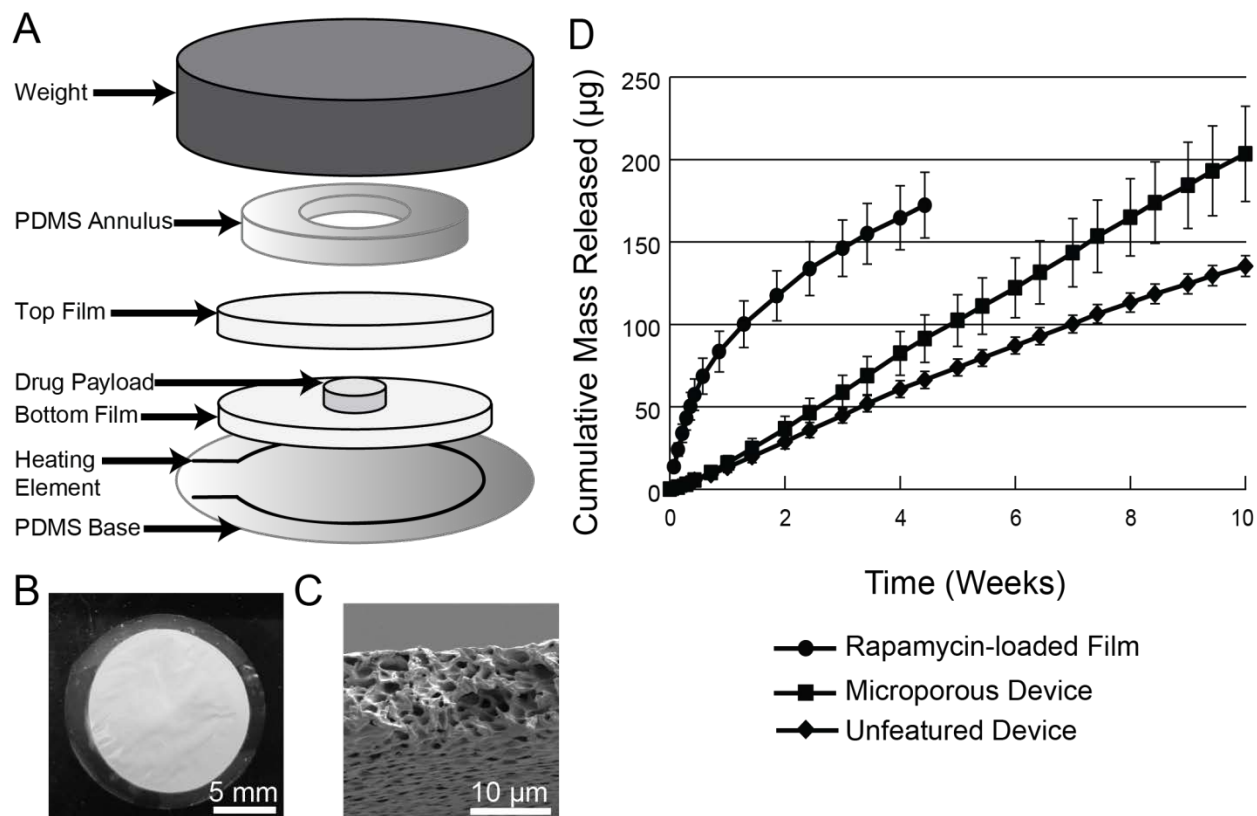 A
Weight
PDMS Annulus
Top Film
Drug Payload
Bottom Film
Heating
Element
PDMS Base
B
5 mm
C
10 µm
D
Cumulative Mass Released (µg)
250
200
150
100
50
0
0
2
4
6
8
10
Time (Weeks)
Rapamycin-loaded Film
Microporous Device
Unfeatured Device